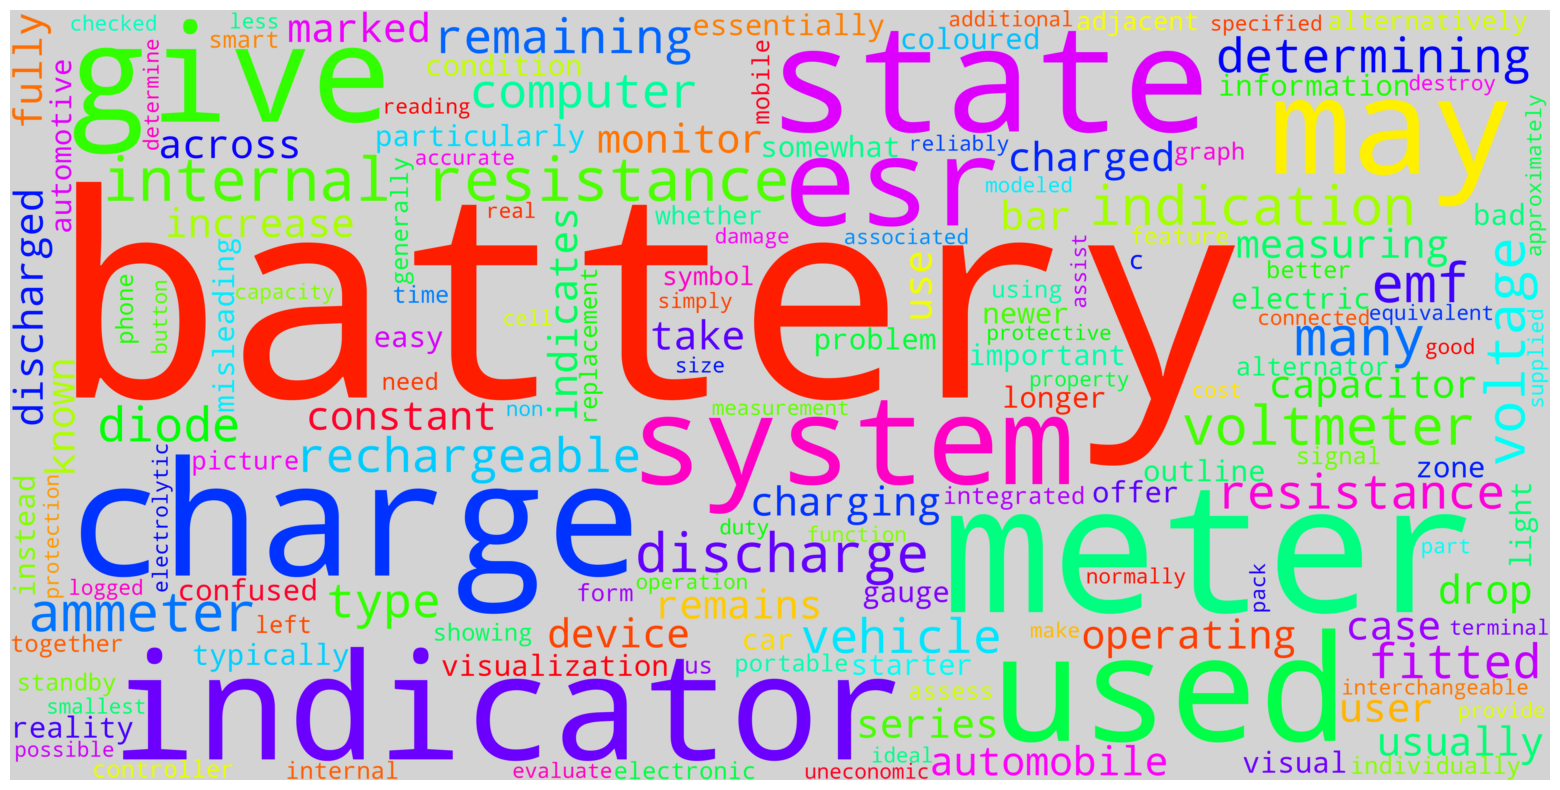 checked
less
smart
marked
remaining
essentially
additional
adjacent
specified
alternatively
coloured
fully
give
state
determining
automotive
determine
condition
computer
reading
mobile
information
destroy
may
across
particularly
monitor
somewhat
reliably
charged
graph
accurate
internal resistance
esr
modeled
bar
indication
bad
approximately
discharged
increase
generally
real
indicates
whether
damage
associated
feature
measuring
better
battery
misleading
capacity
time
symbol
simply
use
using
newer
c
assist
electric
emf
phone
button
easy
cell
replacement
take
size
problem
protective
important
connected
equivalent
many
good
voltage
supplied
known
need
property
alternator
longer
cost
capacitor
diode
constant
non
measurement
system
voltmeter
picture
rechargeable
signal
zone
outline
instead
protection
electrolytic
charge
charging
integrated
offer
resistance
light
duty
function
discharge
meter
part
logged
confused
operation
form
gauge
normally
pack
drop
ammeter
type
remains
left
together
showing
device
car
vehicle
make
operating
case
terminal
typically
visualization
us
portable
starter
fitted
standby
indicator
assess
used
interchangeable
smallest
series
user
provide
reality
ideal
usually
possible
controller
internal
evaluate
electronic
uneconomic
automobile
visual
individually